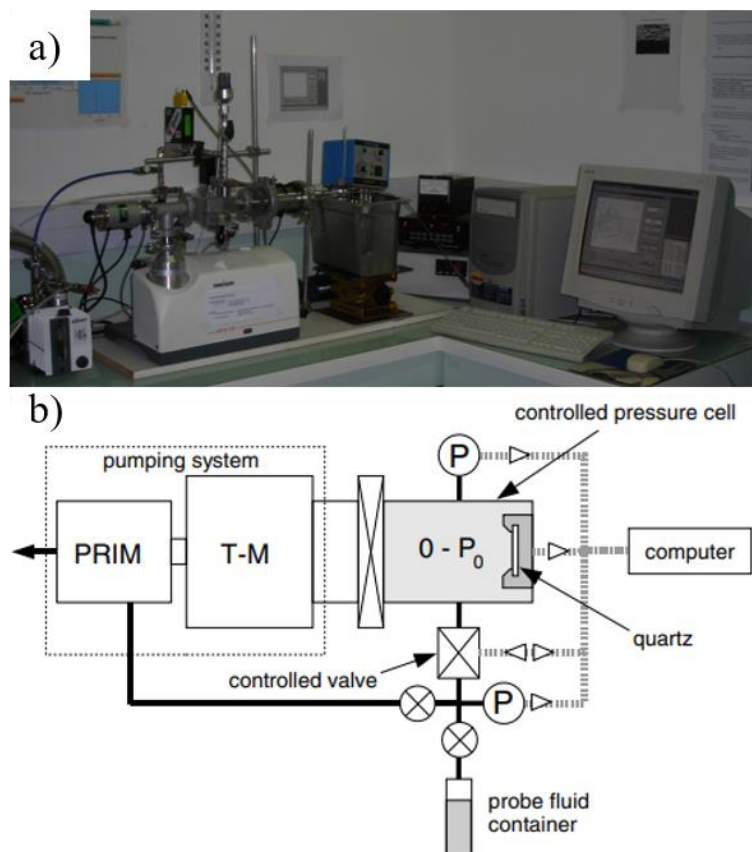 a)
b)
controlled pressure cell
pumping system
P
PRIM
T-M
0 - P₀
computer
quartz
controlled valve
P
probe fluid
container